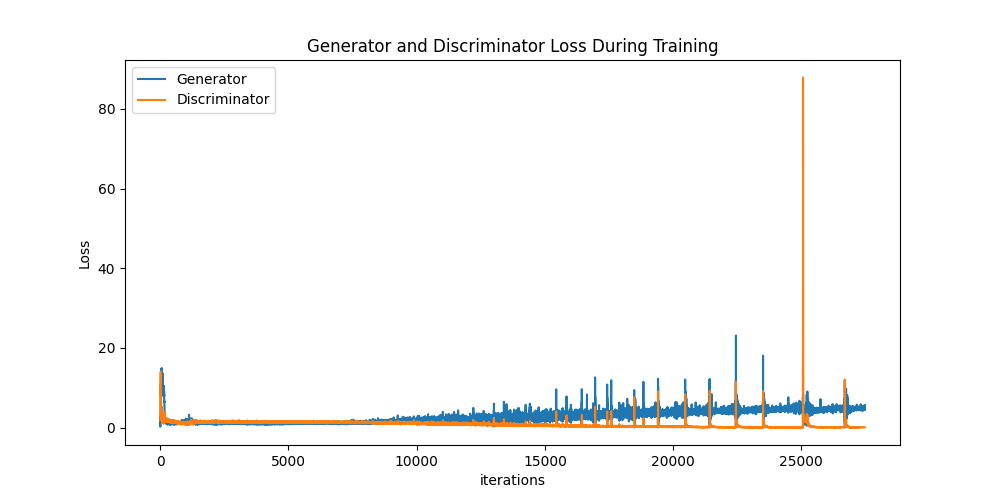 Generator and Discriminator Loss During Training
Generator
Discriminator
80
60
40
20
0
Loss
0 5000 10000 15000 20000 25000
iterations